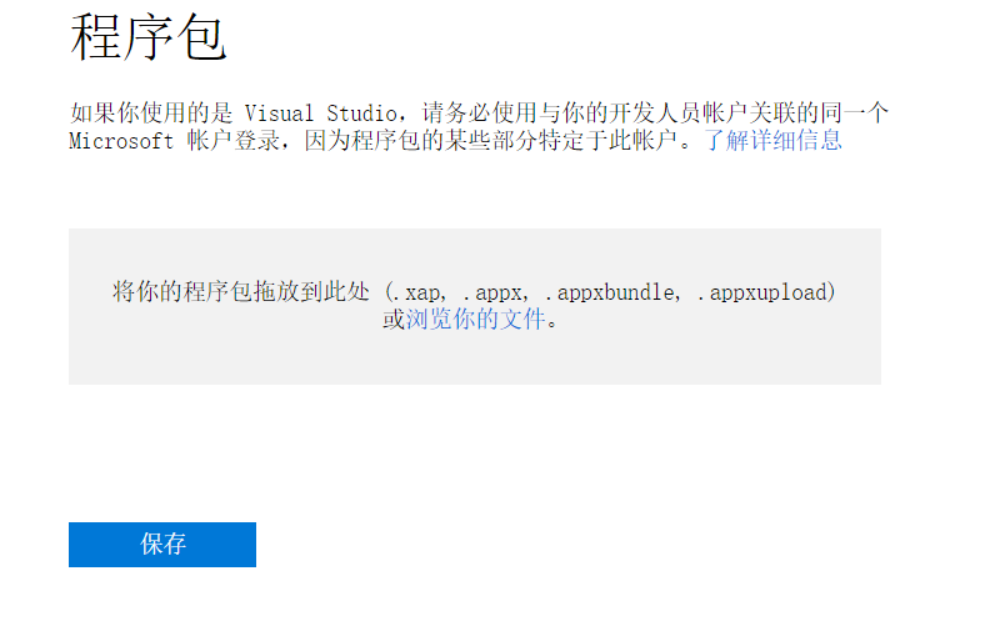 程序包
如果你使用的是 Visual Studio，请务必使用与你的开发人员帐户关联的同一个
Microsoft 帐户登录，因为程序包的某些部分特定于此帐户。了解详细信息
将你的程序包拖放到此处 (.xap, .appx, .appxbundle, .appxupload)
或浏览你的文件。
保存